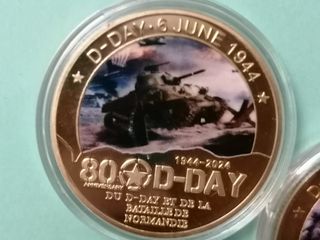 ★ D-DAY • 6 JUNE 1944 ★
1944-2024
80 D-DAY
ANNIVERSARY
DU D-DAY ET DE LA
BATAILLE DE
NORMANDIE
D-D